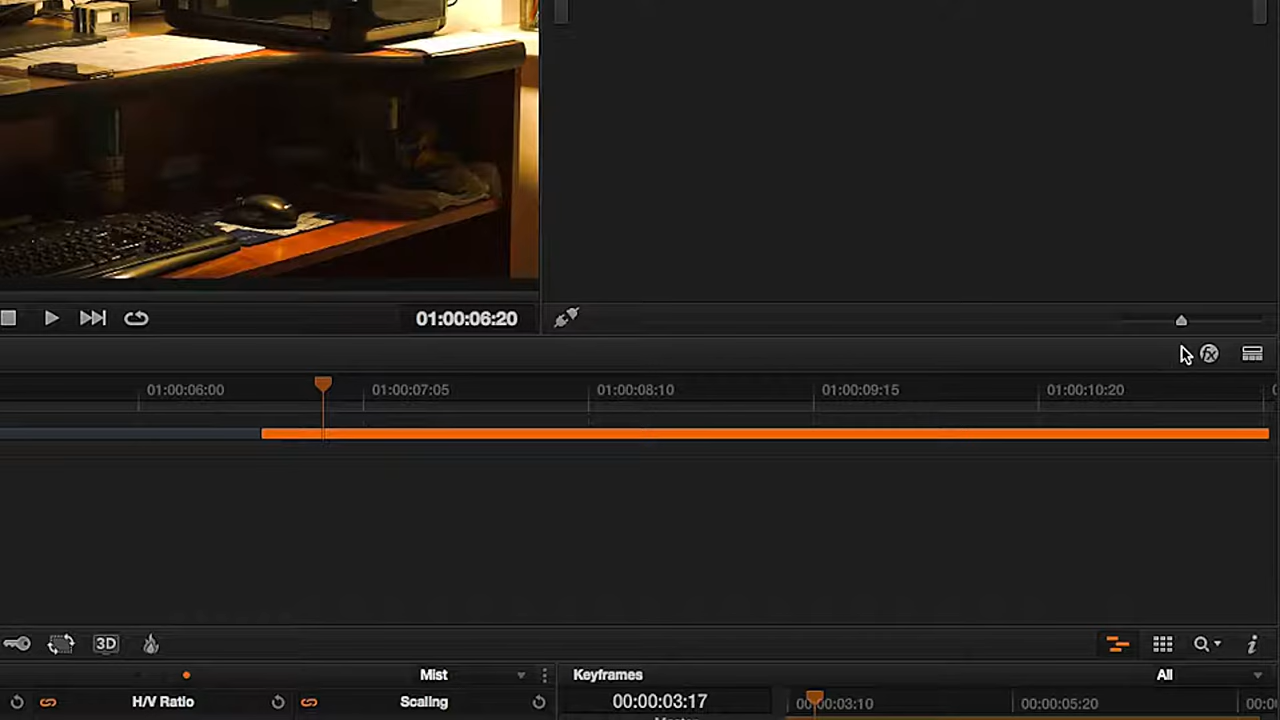 01:00:06:20
fx
01:00:06:00 01:00:07:05 01:00:08:10 01:00:09:15 01:00:10:20
3D
Mist Keyframes All
H/V Ratio Scaling 00:00:03:17 00:00:03:10 00:00:05:20